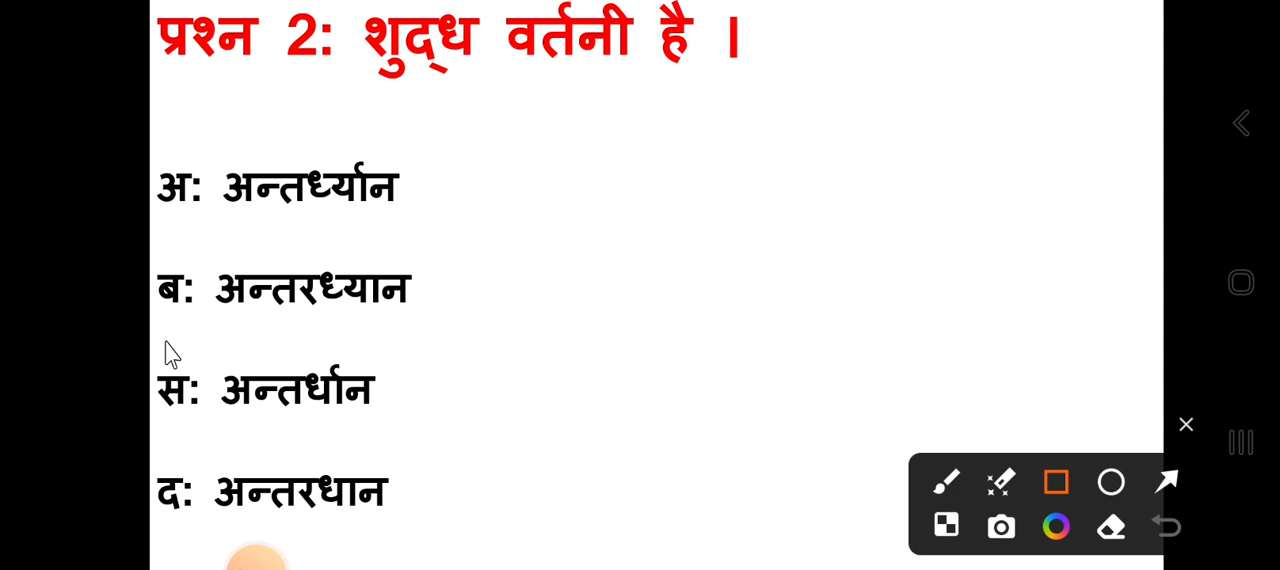 प्रश्न 2: शुद्ध वर्तनी है ।
अ: अन्तर्ध्यान
ब: अन्तरध्यान
स: अन्तर्धान
द: अन्तरधान